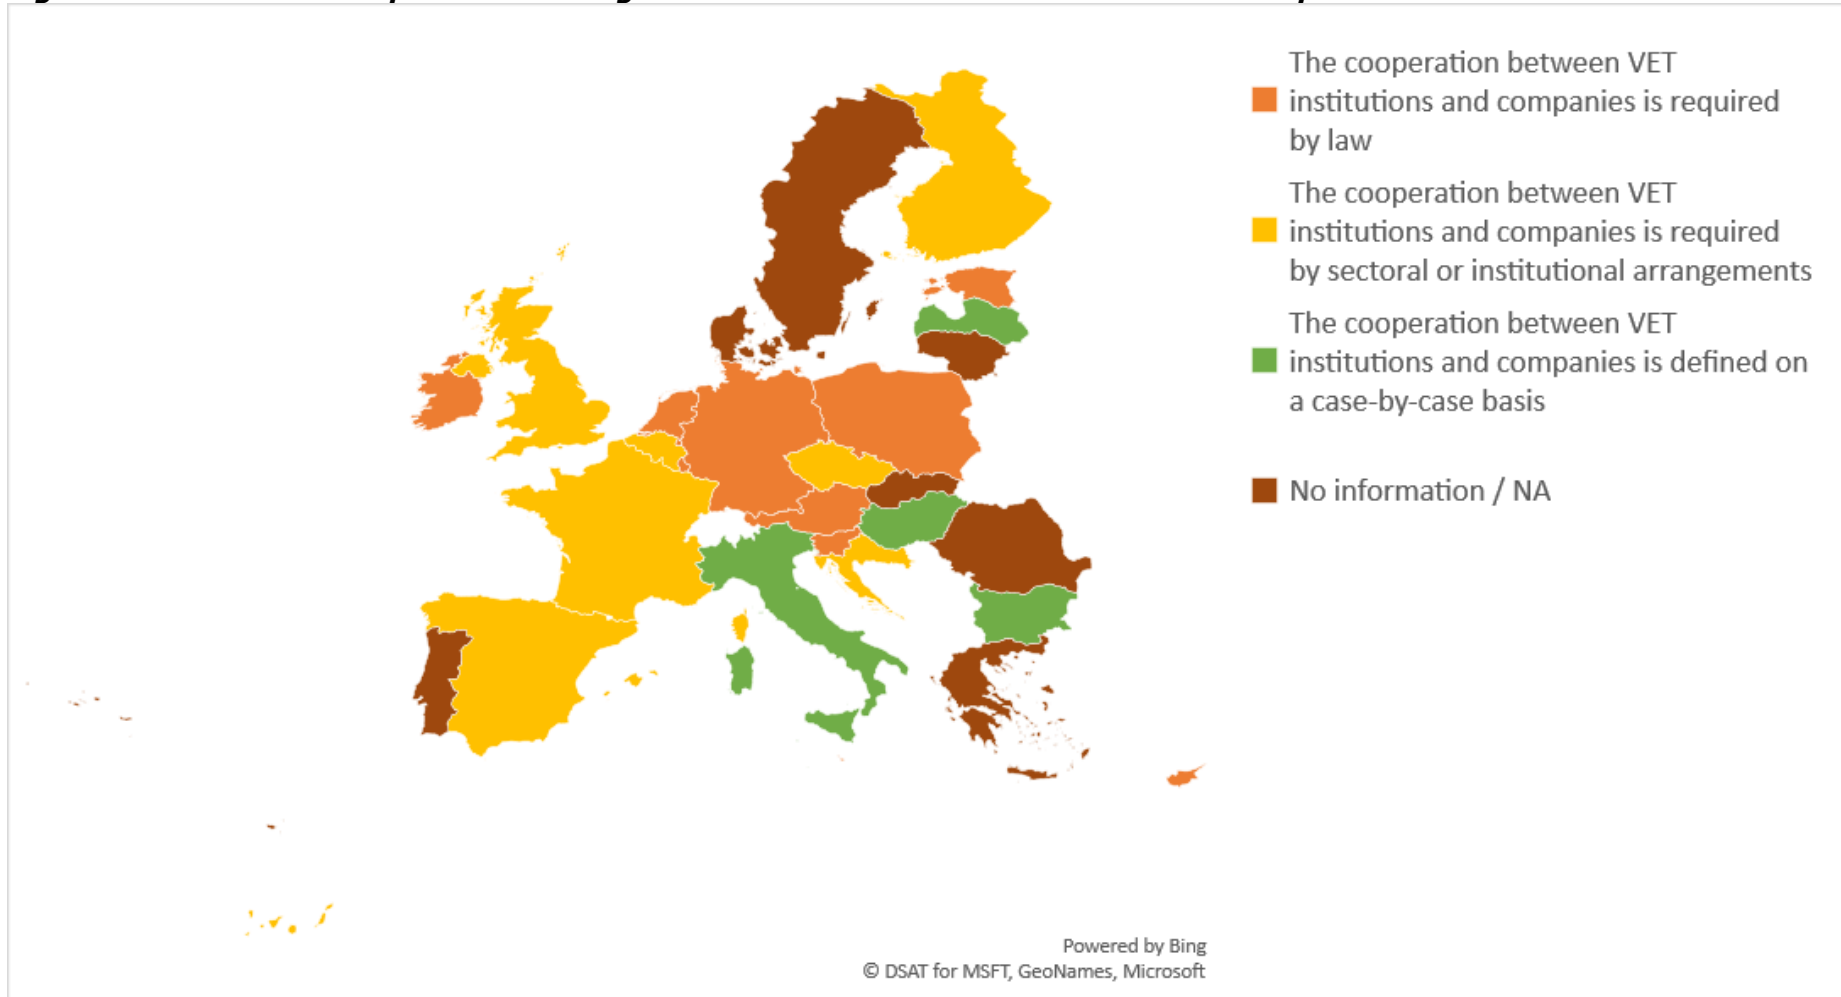 The cooperation between VET
institutions and companies is required
by law
The cooperation between VET
institutions and companies is required
by sectoral or institutional arrangements
The cooperation between VET
institutions and companies is defined on
a case-by-case basis
No information / NA
Powered by Bing
© DSAT for MSFT, GeoNames, Microsoft